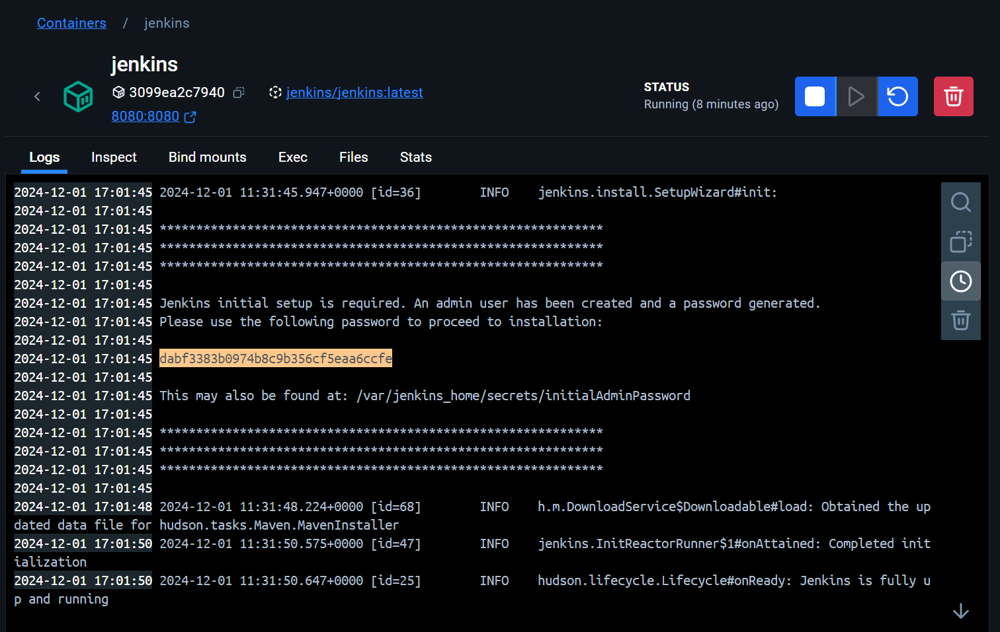 Containers / jenkins
jenkins
3099ea2c7940 jenkins/jenkins:latest
8080:8080
STATUS
Running (8 minutes ago)
Logs Inspect Bind mounts Exec Files Stats
2024-12-01 17:01:45 2024-12-01 11:31:45.947+0000 [id=36] INFO jenkins.install.SetupWizard#init:
2024-12-01 17:01:45
2024-12-01 17:01:45 *************************************************************
2024-12-01 17:01:45 *************************************************************
2024-12-01 17:01:45 *************************************************************
2024-12-01 17:01:45
2024-12-01 17:01:45 Jenkins initial setup is required. An admin user has been created and a password generated.
2024-12-01 17:01:45 Please use the following password to proceed to installation:
2024-12-01 17:01:45
2024-12-01 17:01:45 dabf3383b0974b8c9b356cf5eaa6ccfe
2024-12-01 17:01:45
2024-12-01 17:01:45 This may also be found at: /var/jenkins_home/secrets/initialAdminPassword
2024-12-01 17:01:45
2024-12-01 17:01:45 *************************************************************
2024-12-01 17:01:45 *************************************************************
2024-12-01 17:01:45 *************************************************************
2024-12-01 17:01:45
2024-12-01 17:01:48 2024-12-01 11:31:48.224+0000 [id=68] INFO h.m.DownloadService$Downloadable#load: Obtained the up
dated data file for hudson.tasks.Maven.MavenInstaller
2024-12-01 17:01:50 2024-12-01 11:31:50.575+0000 [id=47] INFO jenkins.InitReactorRunner$1#onAttained: Completed init
ialization
2024-12-01 17:01:50 2024-12-01 11:31:50.647+0000 [id=25] INFO hudson.lifecycle.Lifecycle#onReady: Jenkins is fully u
p and running